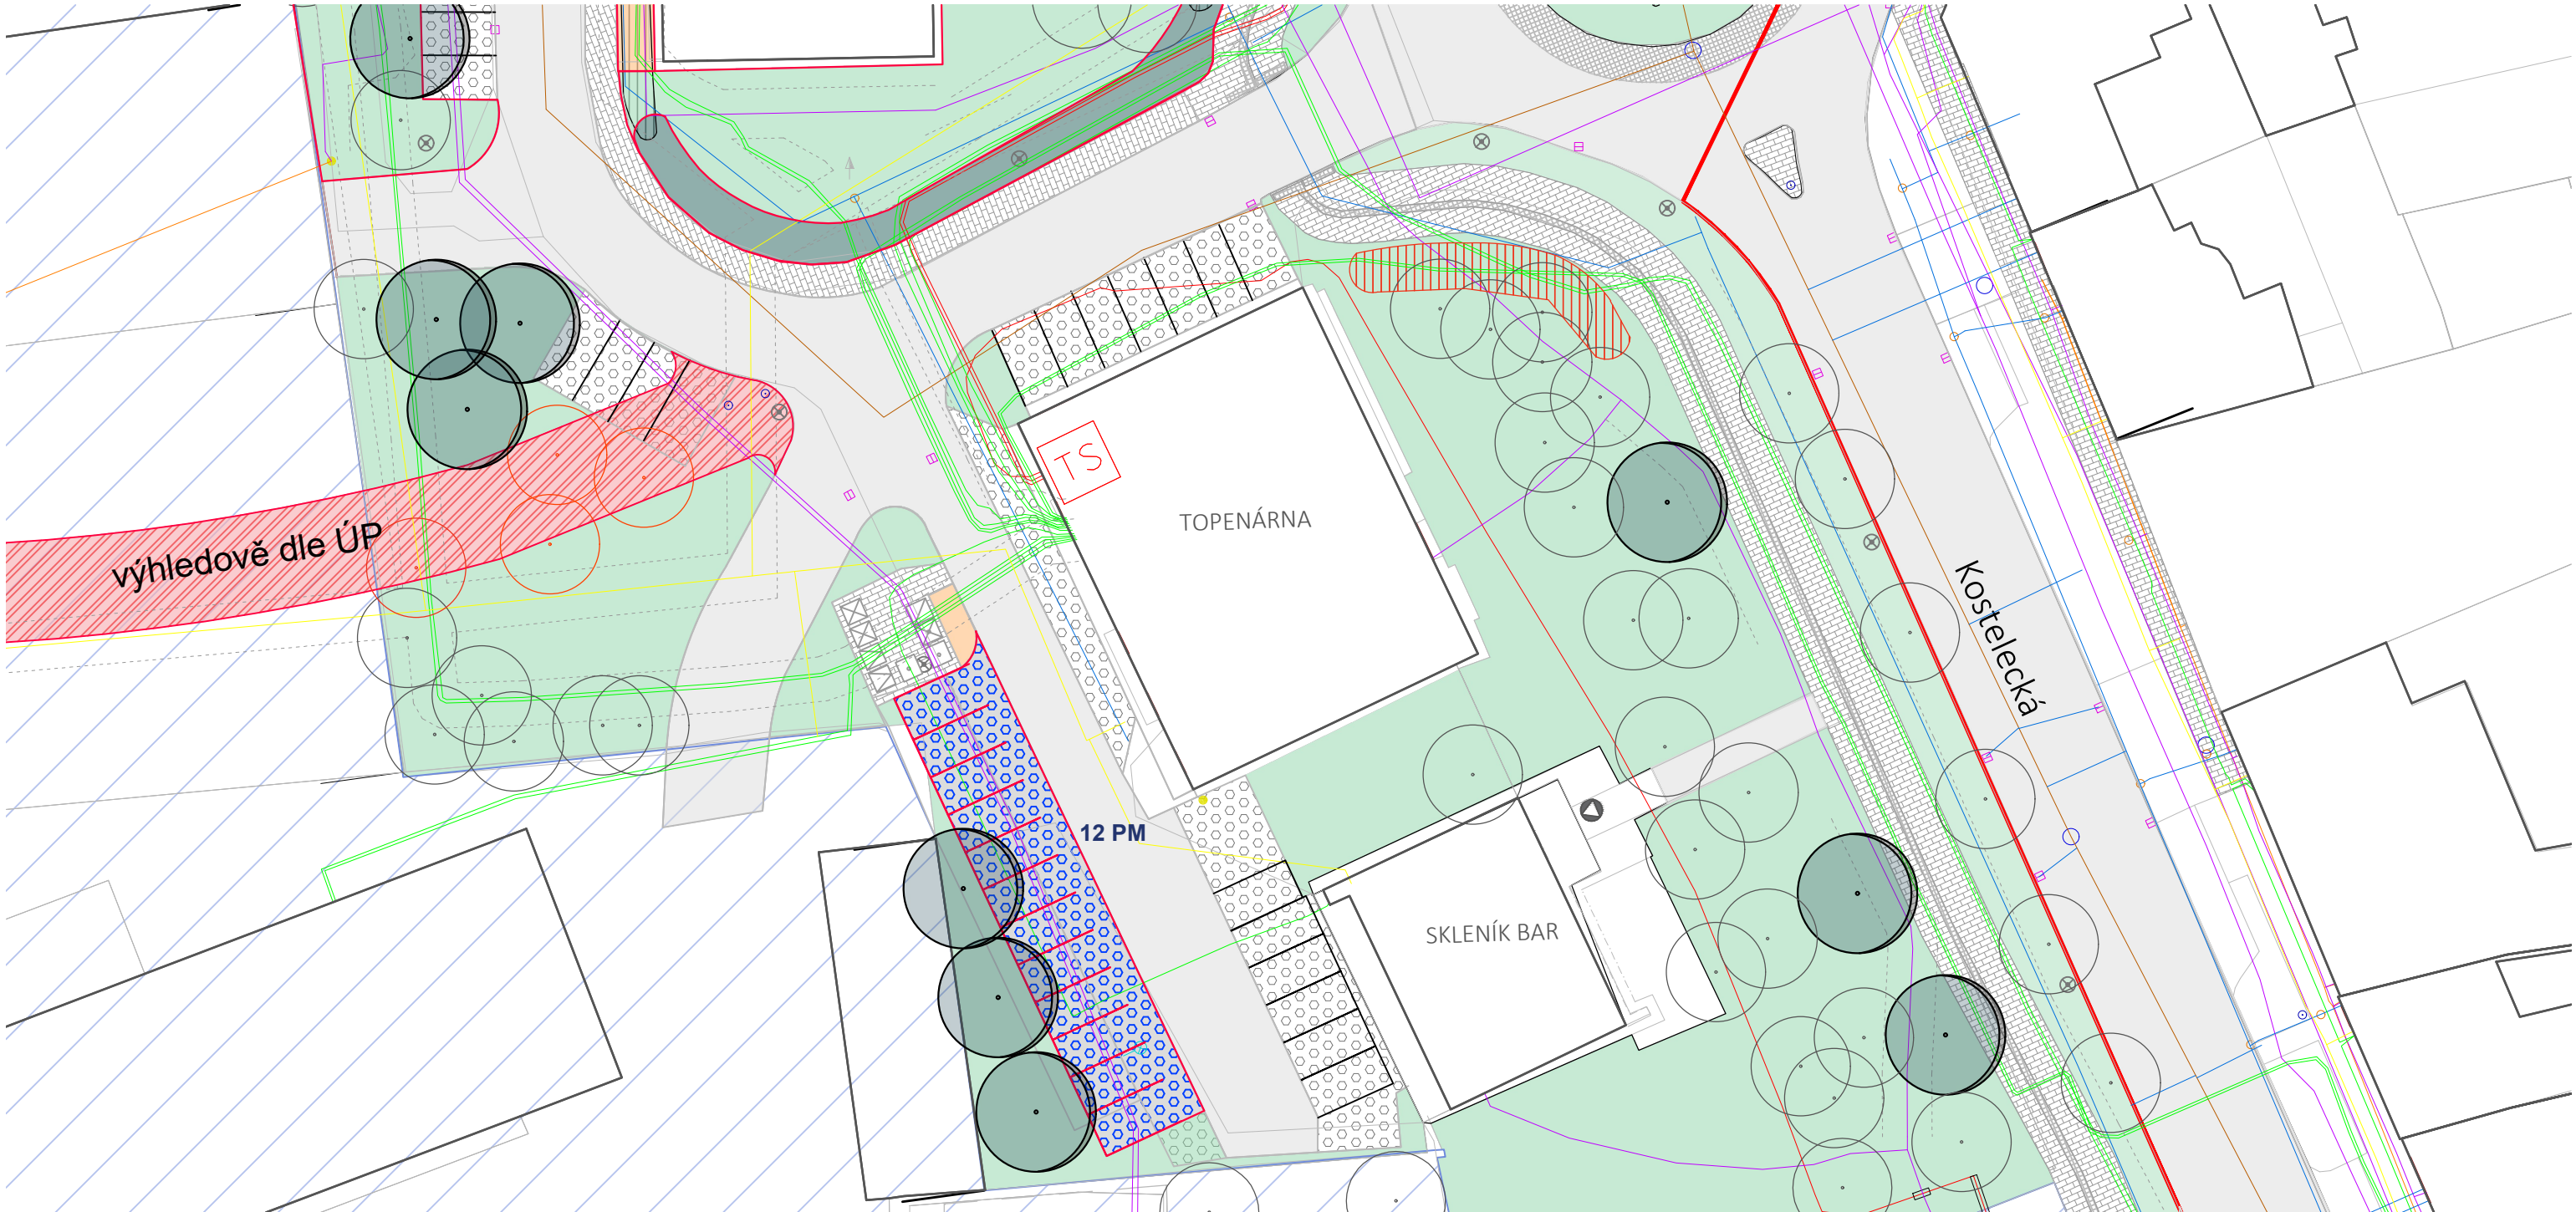 TS
TOPENÁRNA
výhledově dle ÚP
Kostelecká
12 PM
SKLENÍK BAR